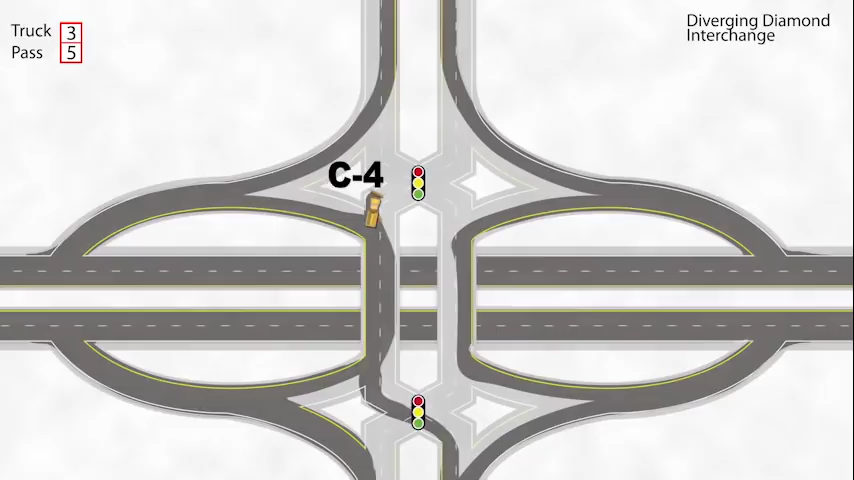 Truck 3
Pass 5
Diverging Diamond
Interchange
C-4